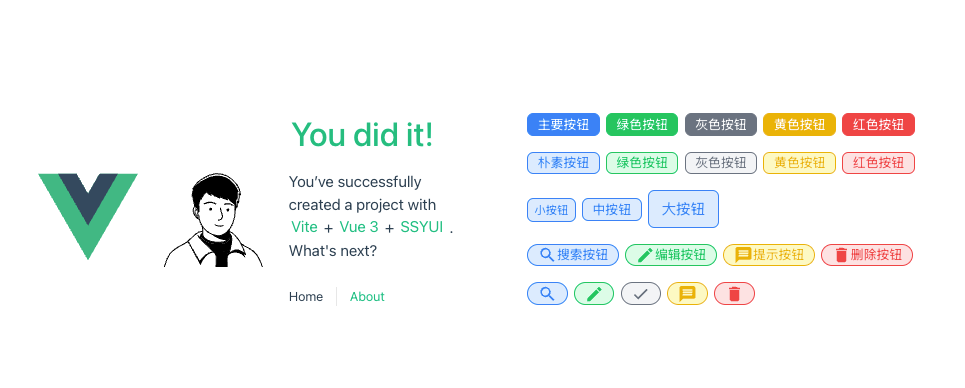 You did it!
You’ve successfully
created a project with
Vite + Vue 3 + SSYUI .
What's next?
Home About
主要按钮 绿色按钮 灰色按钮 黄色按钮 红色按钮
朴素按钮 绿色按钮 灰色按钮 黄色按钮 红色按钮
小按钮 中按钮 大按钮
搜索按钮 编辑按钮 提示按钮 删除按钮